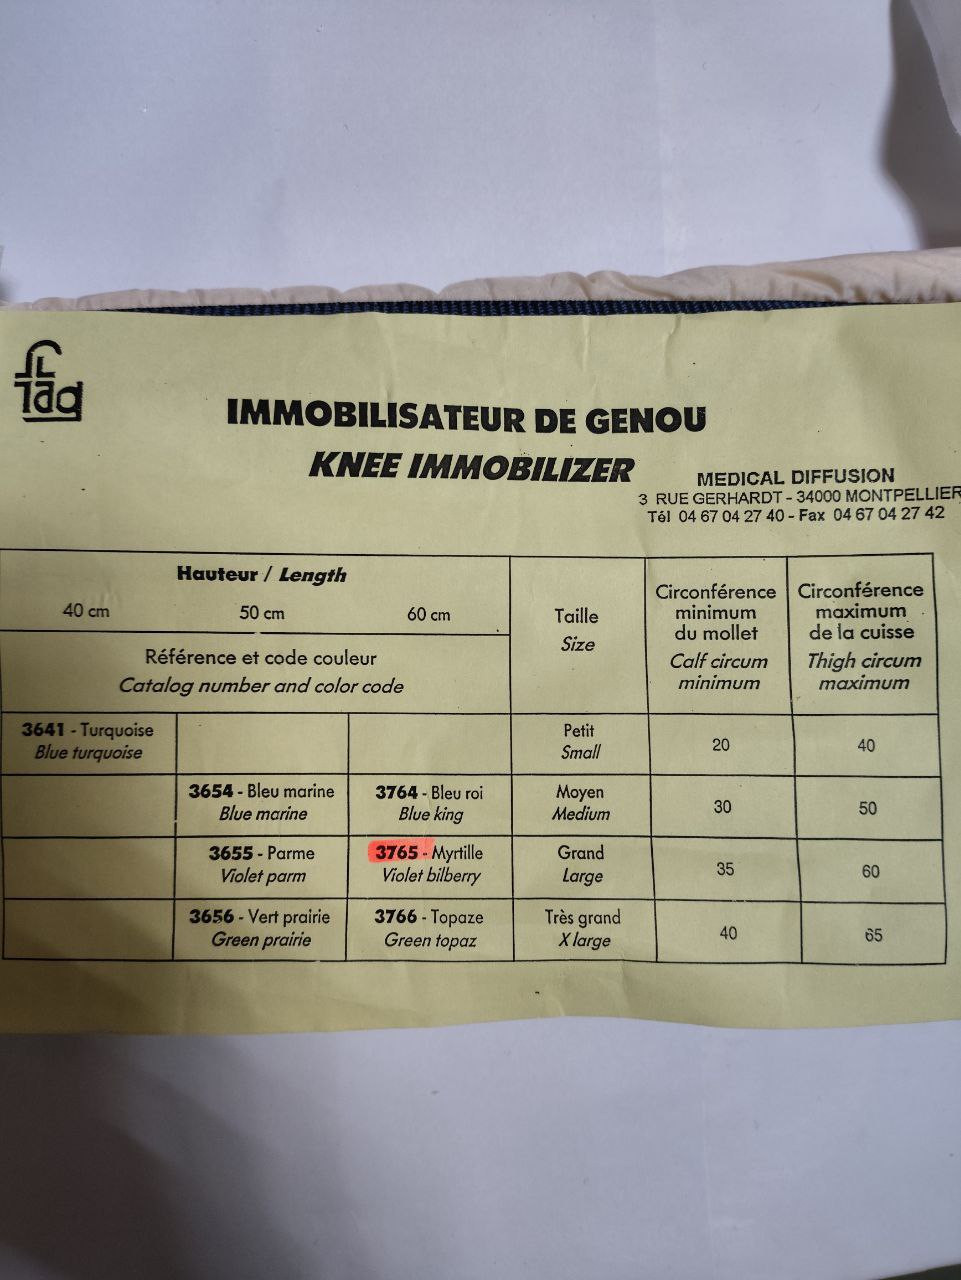 IMMOBILISATEUR DE GENOU
KNEE IMMOBILIZER
MEDICAL DIFFUSION
3 RUE GERHARDT - 34000 MONTPELLIER
Tél 04 67 04 27 40 - Fax 04 67 04 27 42
Hauteur / Length
40 cm 50 cm 60 cm
Référence et code couleur
Catalog number and color code
Taille
Size
Circonférence
minimum
du mollet
Calf circum
minimum
Circonférence
maximum
de la cuisse
Thigh circum
maximum
3641 - Turquoise
Blue turquoise
Petit
Small
20
40
3654 - Bleu marine
Blue marine
3764 - Bleu roi
Blue king
Moyen
Medium
30
50
3655 - Parme
Violet parm
3765 - Myrtille
Violet bilberry
Grand
Large
35
60
3656 - Vert prairie
Green prairie
3766 - Topaze
Green topaz
Très grand
X large
40
65